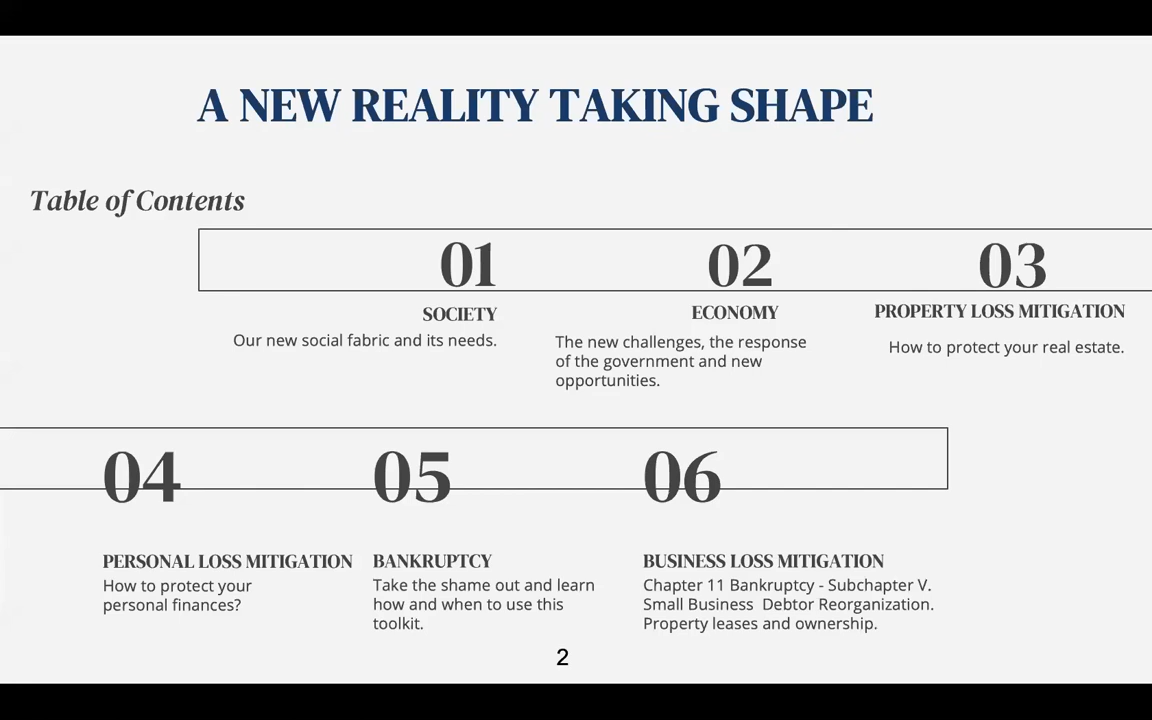 A NEW REALITY TAKING SHAPE
Table of Contents
01
SOCIETY
Our new social fabric and its needs.
02
ECONOMY
The new challenges, the response
of the government and new
opportunities.
03
PROPERTY LOSS MITIGATION
How to protect your real estate.
04
PERSONAL LOSS MITIGATION
How to protect your
personal finances?
05
BANKRUPTCY
Take the shame out and learn
how and when to use this
toolkit.
06
BUSINESS LOSS MITIGATION
Chapter 11 Bankruptcy - Subchapter V.
Small Business  Debtor Reorganization.
Property leases and ownership.
2